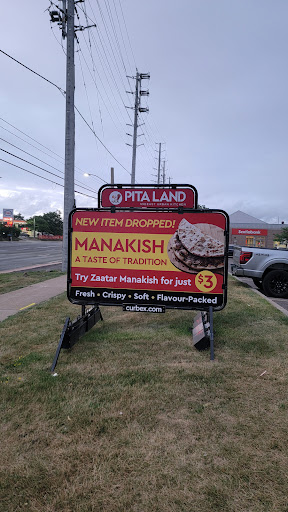 PITA LAND
NEW ITEM DROPPED!
MANAKISH
A TASTE OF TRADITION
Try Zaatar Manakish for just $3
Fresh • Crispy • Soft • Flavour-Packed
curbex.com
Scotiabank